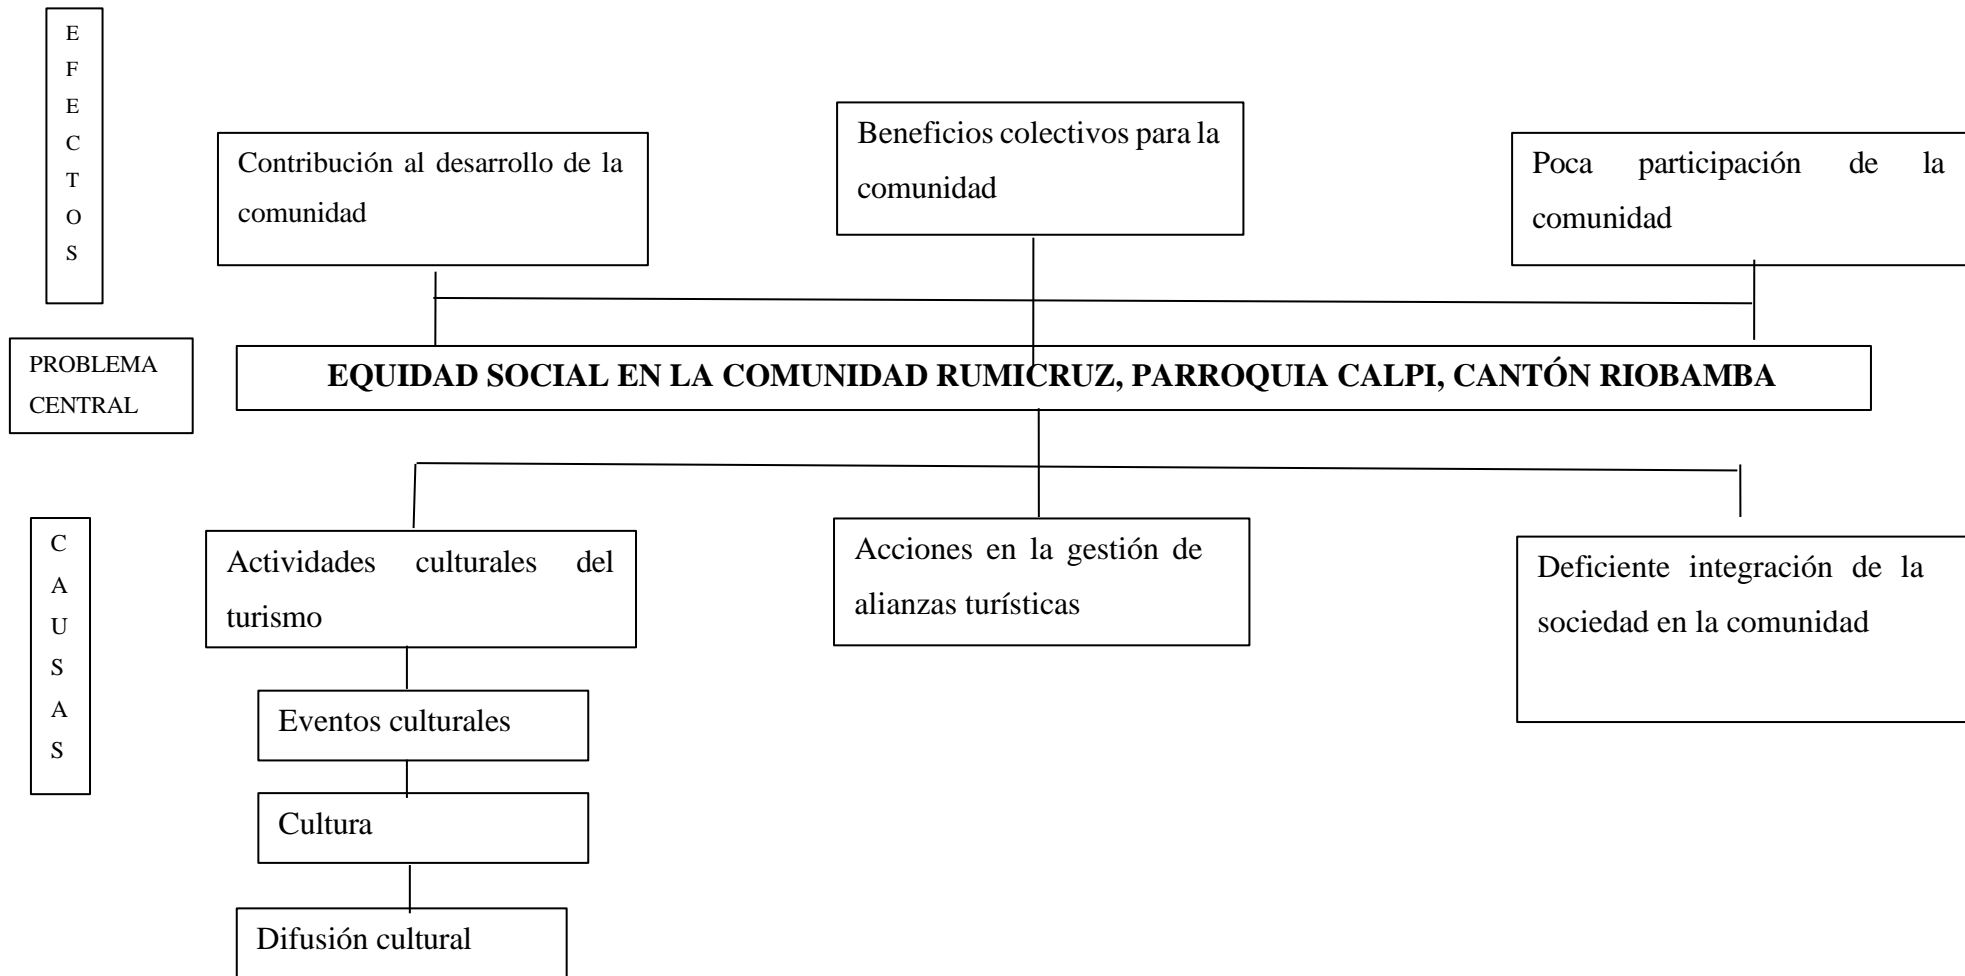 E
F
E
C
T
O
S
Contribución al desarrollo de la
comunidad
Beneficios colectivos para la
comunidad
Poca participación de la
comunidad
PROBLEMA
CENTRAL
EQUIDAD SOCIAL EN LA COMUNIDAD RUMICRUZ, PARROQUIA CALPI, CANTÓN RIOBAMBA
C
A
U
S
A
S
Actividades culturales del
turismo
Acciones en la gestión de
alianzas turísticas
Deficiente integración de la
sociedad en la comunidad
Eventos culturales
Cultura
Difusión cultural